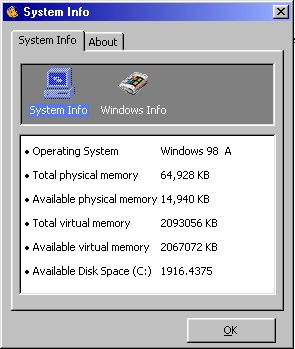 System Info
System Info About
System Info Windows Info
• Operating System Windows 98 A
• Total physical memory 64,928 KB
• Available physical memory 14,940 KB
• Total virtual memory 2093056 KB
• Available virtual memory 2067072 KB
• Available Disk Space (C:) 1916.4375
OK